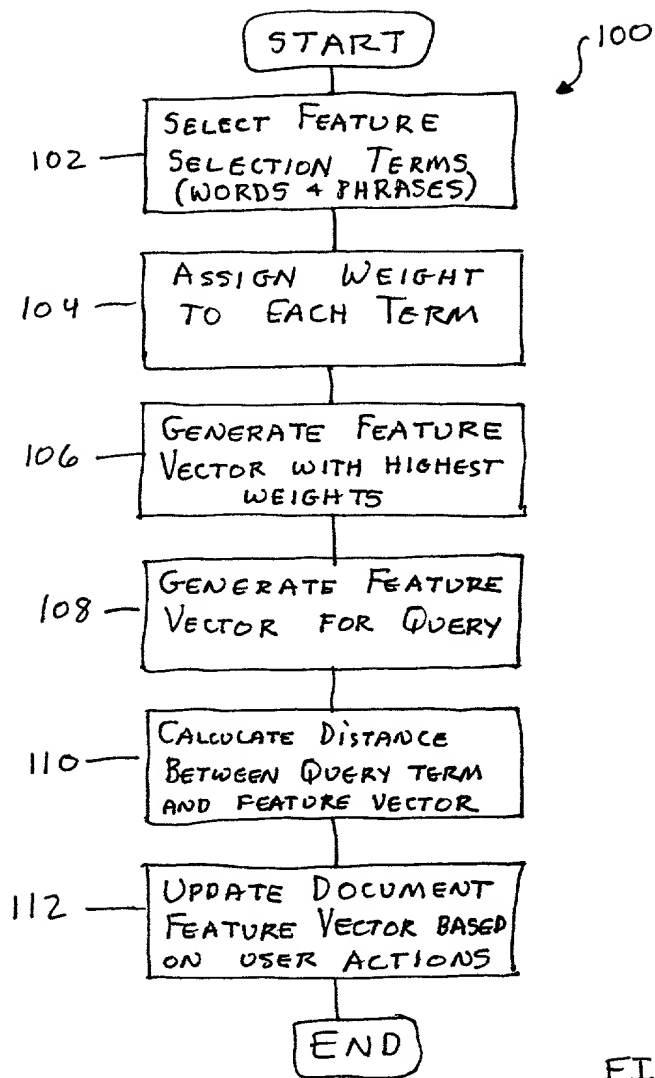 START
100
102
SELECT FEATURE
SELECTION TERMS
(WORDS & PHRASES)
104
ASSIGN WEIGHT
TO EACH TERM
106
GENERATE FEATURE
VECTOR WITH HIGHEST
WEIGHTS
108
GENERATE FEATURE
VECTOR FOR QUERY
110
CALCULATE DISTANCE
BETWEEN QUERY TERM
AND FEATURE VECTOR
112
UPDATE DOCUMENT
FEATURE VECTOR BASED
ON USER ACTIONS
END